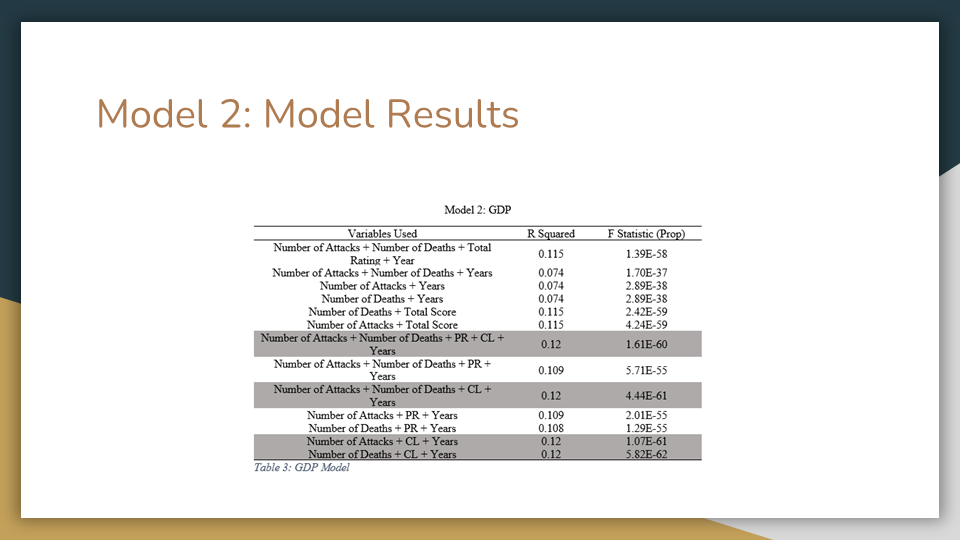 Model 2: Model Results
Model 2: GDP
Variables Used R Squared F Statistic (Prop)
Number of Attacks + Number of Deaths + Total
Rating + Year 0.115 1.39E-58
Number of Attacks + Number of Deaths + Years 0.074 1.70E-37
Number of Attacks + Years 0.074 2.89E-38
Number of Deaths + Years 0.074 2.89E-38
Number of Deaths + Total Score 0.115 2.42E-59
Number of Attacks + Total Score 0.115 4.24E-59
Number of Attacks + Number of Deaths + PR + CL +
Years 0.12 1.61E-60
Number of Attacks + Number of Deaths + PR +
Years 0.109 5.71E-55
Number of Attacks + Number of Deaths + CL +
Years 0.12 4.44E-61
Number of Attacks + PR + Years 0.109 2.01E-55
Number of Deaths + PR + Years 0.108 1.29E-55
Number of Attacks + CL + Years 0.12 1.07E-61
Number of Deaths + CL + Years 0.12 5.82E-62
Table 3: GDP Model